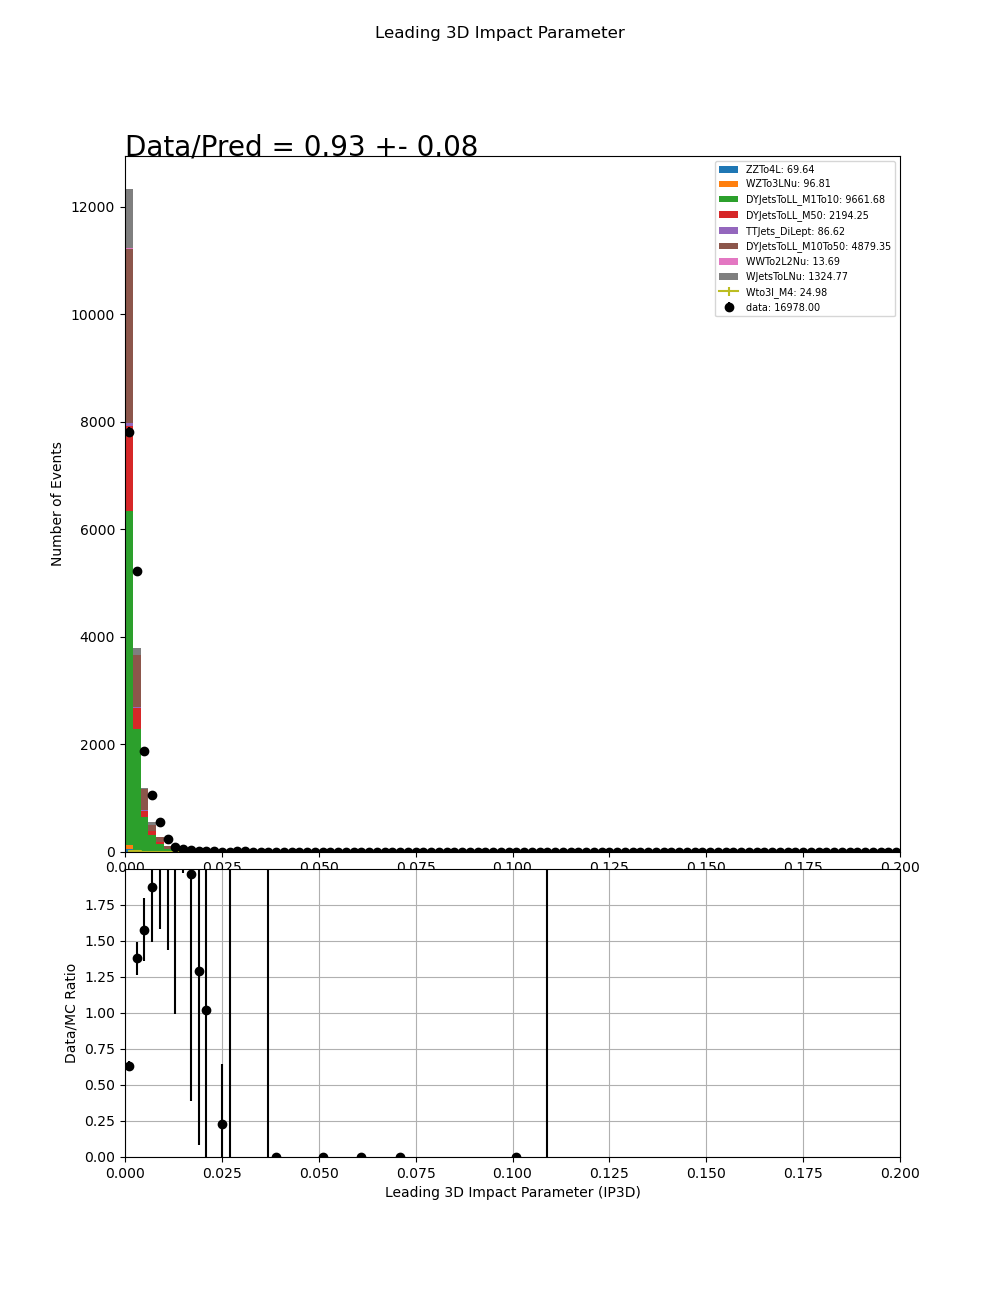 Leading 3D Impact Parameter
Data/Pred = 0.93 +- 0.08
ZZTo4L: 69.64
WZTo3LNu: 96.81
DYJetsToLL_M1To10: 9661.68
DYJetsToLL_M50: 2194.25
TTJets_DiLept: 86.62
DYJetsToLL_M10To50: 4879.35
WWTo2L2Nu: 13.69
WJetsToLNu: 1324.77
Wto3l_M4: 24.98
data: 16978.00
Number of Events
12000
10000
8000
6000
4000
2000
0
0.000 0.025 0.050 0.075 0.100 0.125 0.150 0.175 0.200
Data/MC Ratio
1.75
1.50
1.25
1.00
0.75
0.50
0.25
0.00
0.000 0.025 0.050 0.075 0.100 0.125 0.150 0.175 0.200
Leading 3D Impact Parameter (IP3D)